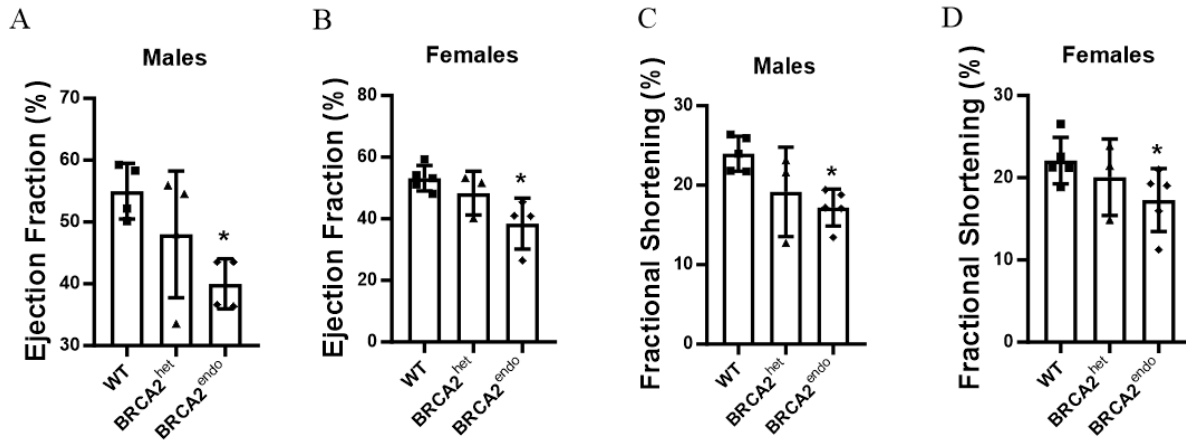 A
Males
Ejection Fraction (%)
70
60
50
40
30
*
WT
BRCA2het
BRCA2endo
B
Females
Ejection Fraction (%)
80
60
40
20
0
*
WT
BRCA2het
BRCA2endo
C
Males
Fractional Shortening (%)
30
20
10
0
*
WT
BRCA2het
BRCA2endo
D
Females
Fractional Shortening (%)
30
20
10
0
*
WT
BRCA2het
BRCA2endo